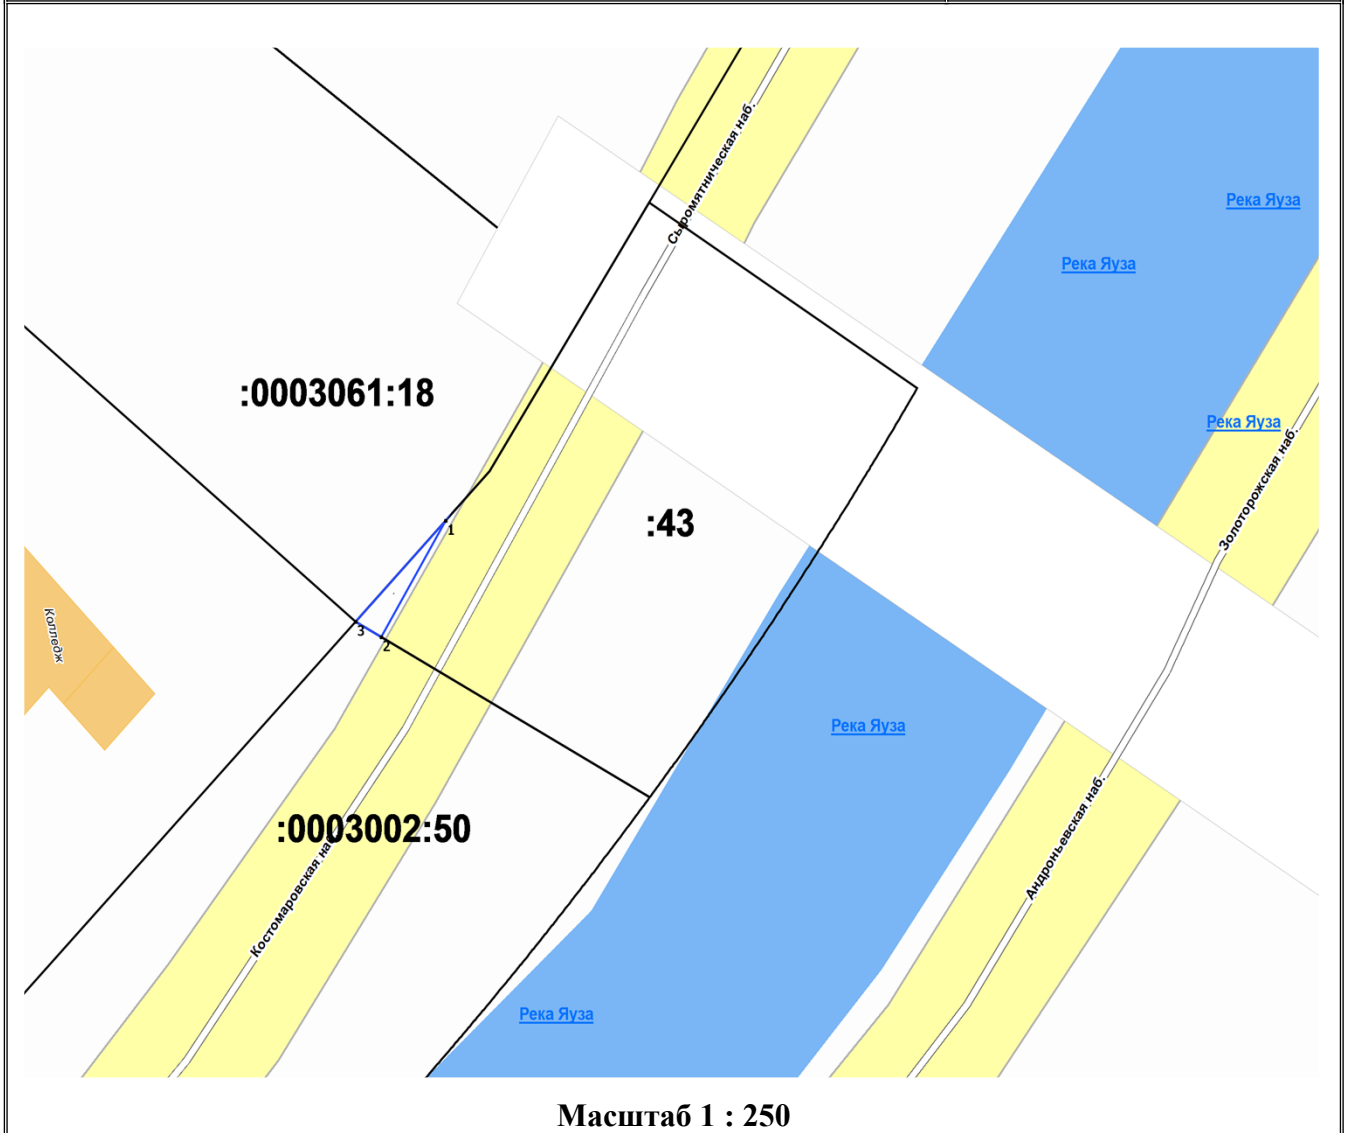 Сыромятническая наб.
Река Яуза
Река Яуза
:0003061:18
Река Яуза
Золоторожская наб.
:43
1
Колледж
3
2
Река Яуза
:0003002:50
Андроньевская наб.
Костомаровская наб.
Река Яуза
Масштаб 1 : 250